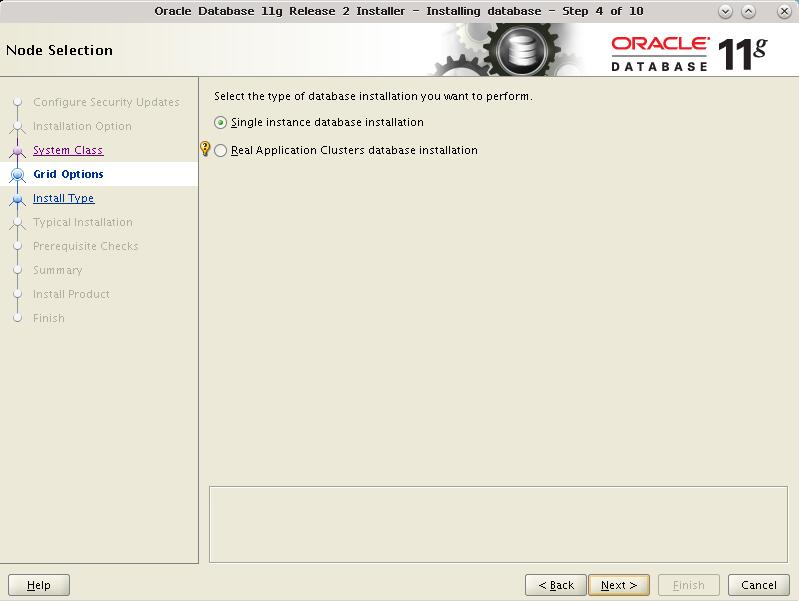 Oracle Database 11g Release 2 Installer - Installing database - Step 4 of 10
Node Selection
ORACLE
DATABASE
11g
Configure Security Updates
Installation Option
System Class
Grid Options
Install Type
Typical Installation
Prerequisite Checks
Summary
Install Product
Finish
Select the type of database installation you want to perform.
Single instance database installation
Real Application Clusters database installation
Help
< Back
Next >
Finish
Cancel